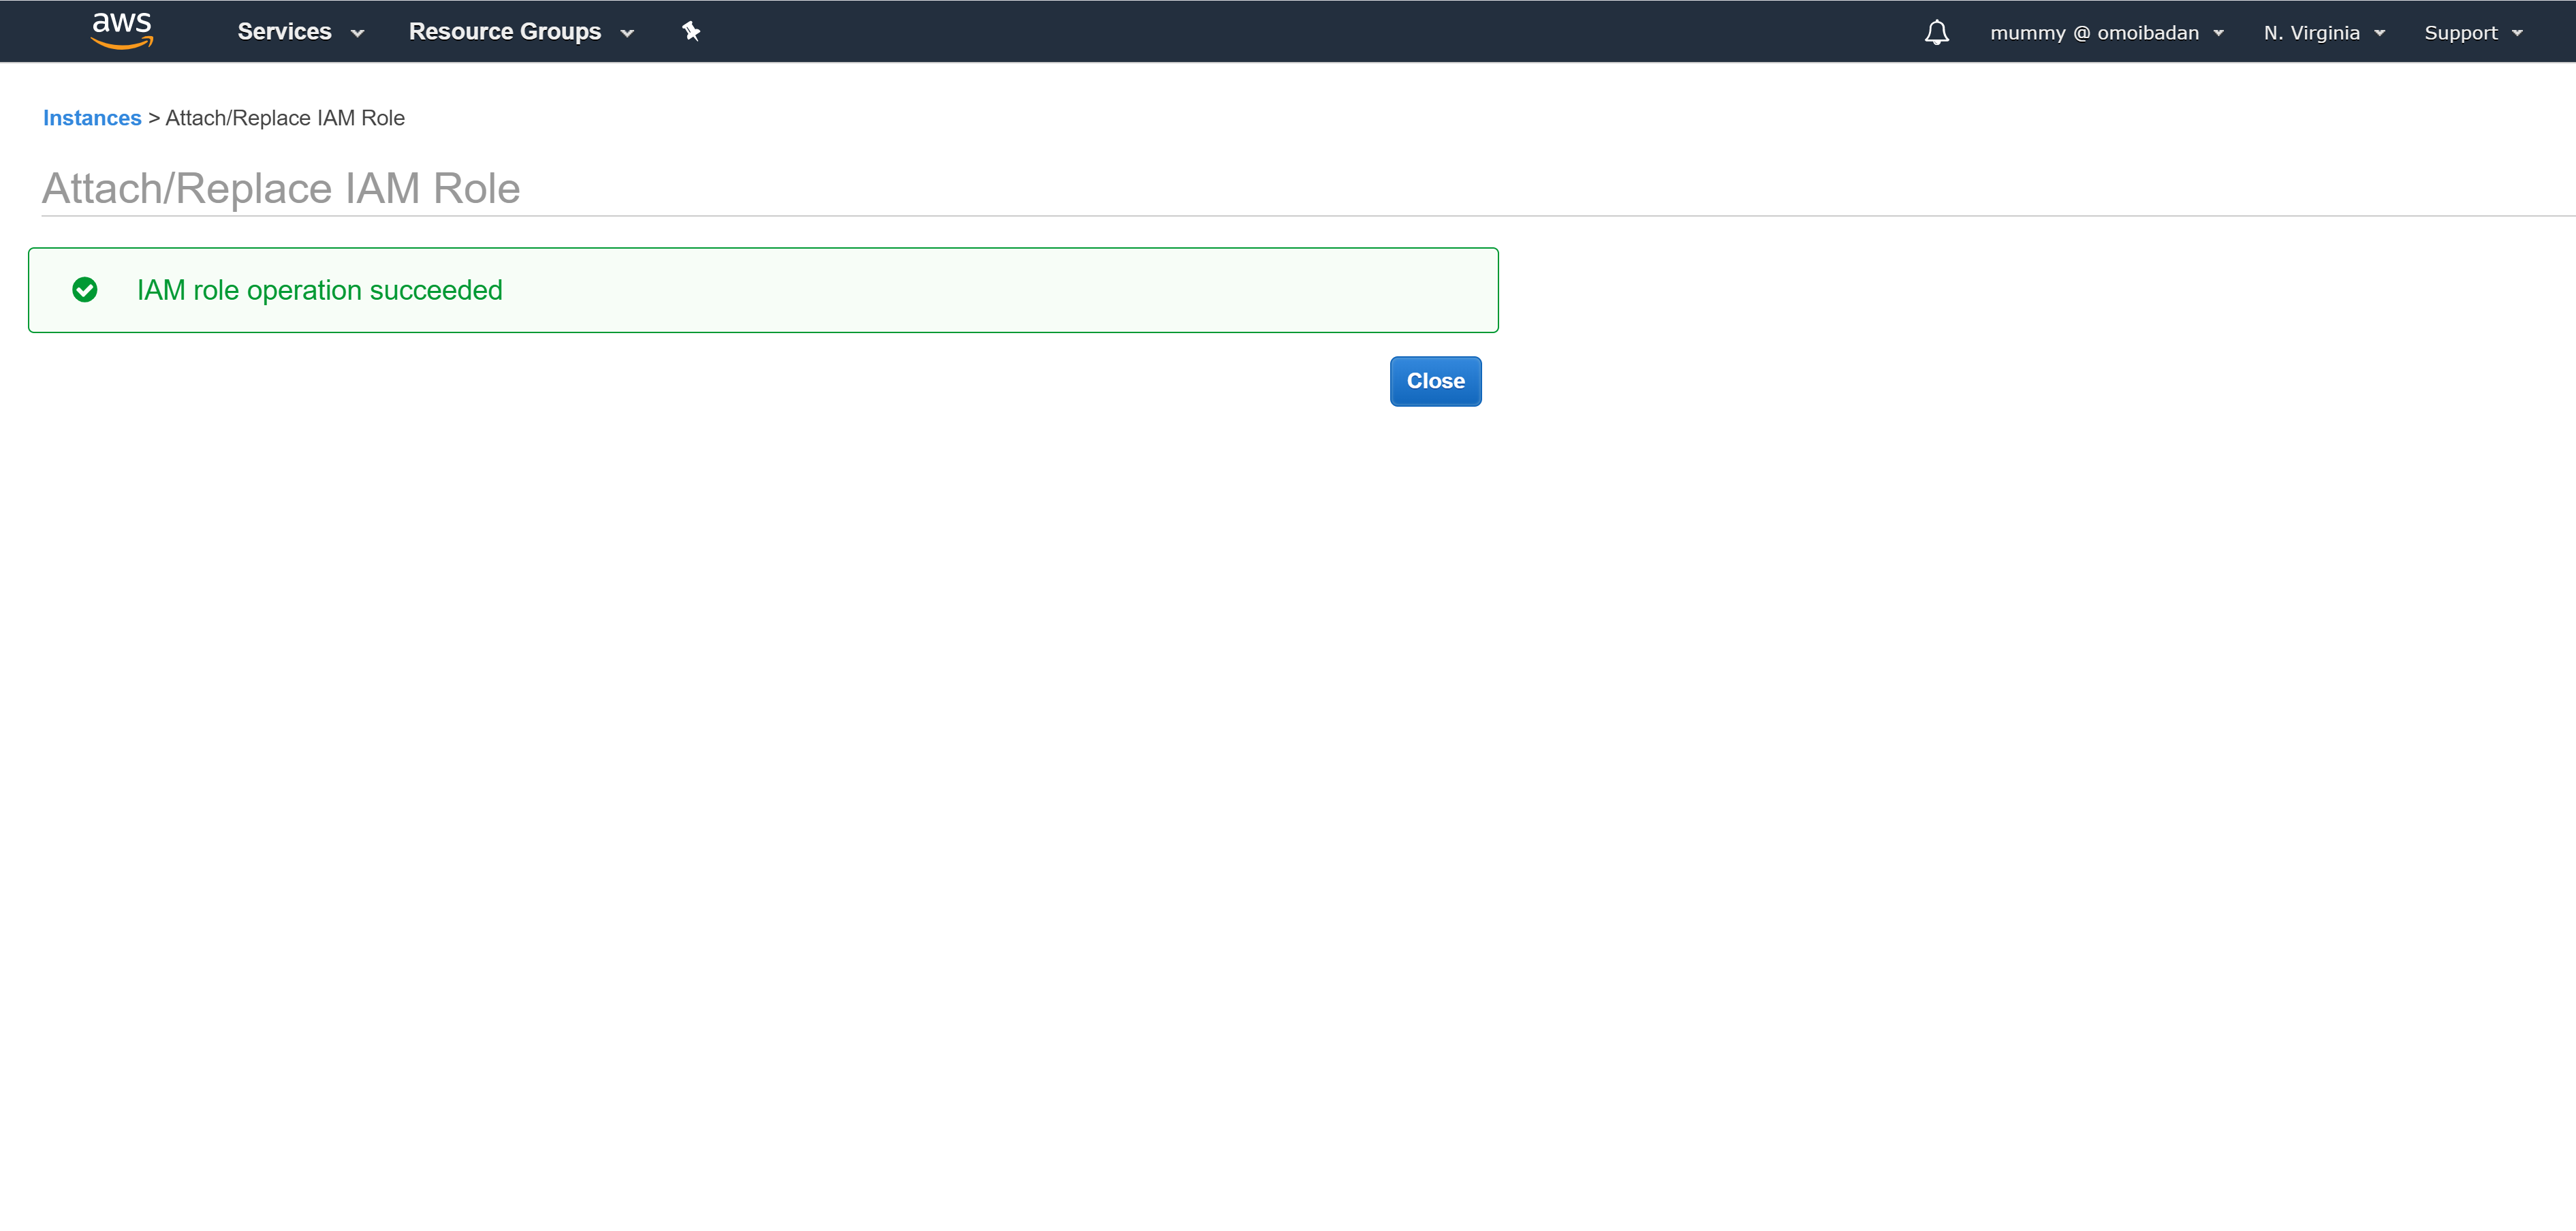 aws Services Resource Groups mummy @ omoibadan N. Virginia Support
Instances > Attach/Replace IAM Role
Attach/Replace IAM Role
IAM role operation succeeded
Close